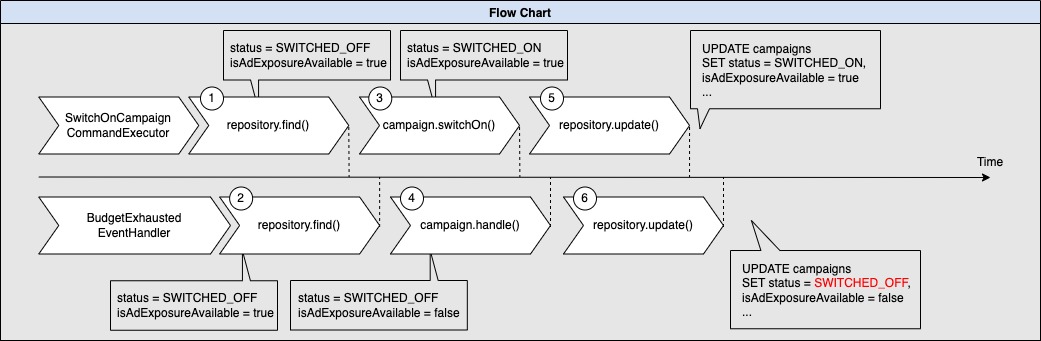 Flow Chart
status = SWITCHED_OFF
isAdExposureAvailable = true
status = SWITCHED_ON
isAdExposureAvailable = true
UPDATE campaigns
SET status = SWITCHED_ON,
isAdExposureAvailable = true
...
1
3
5
SwitchOnCampaign
CommandExecutor
repository.find()
campaign.switchOn()
repository.update()
Time
2
4
6
BudgetExhausted
EventHandler
repository.find()
campaign.handle()
repository.update()
status = SWITCHED_OFF
isAdExposureAvailable = true
status = SWITCHED_OFF
isAdExposureAvailable = false
UPDATE campaigns
SET status = SWITCHED_OFF,
isAdExposureAvailable = false
...